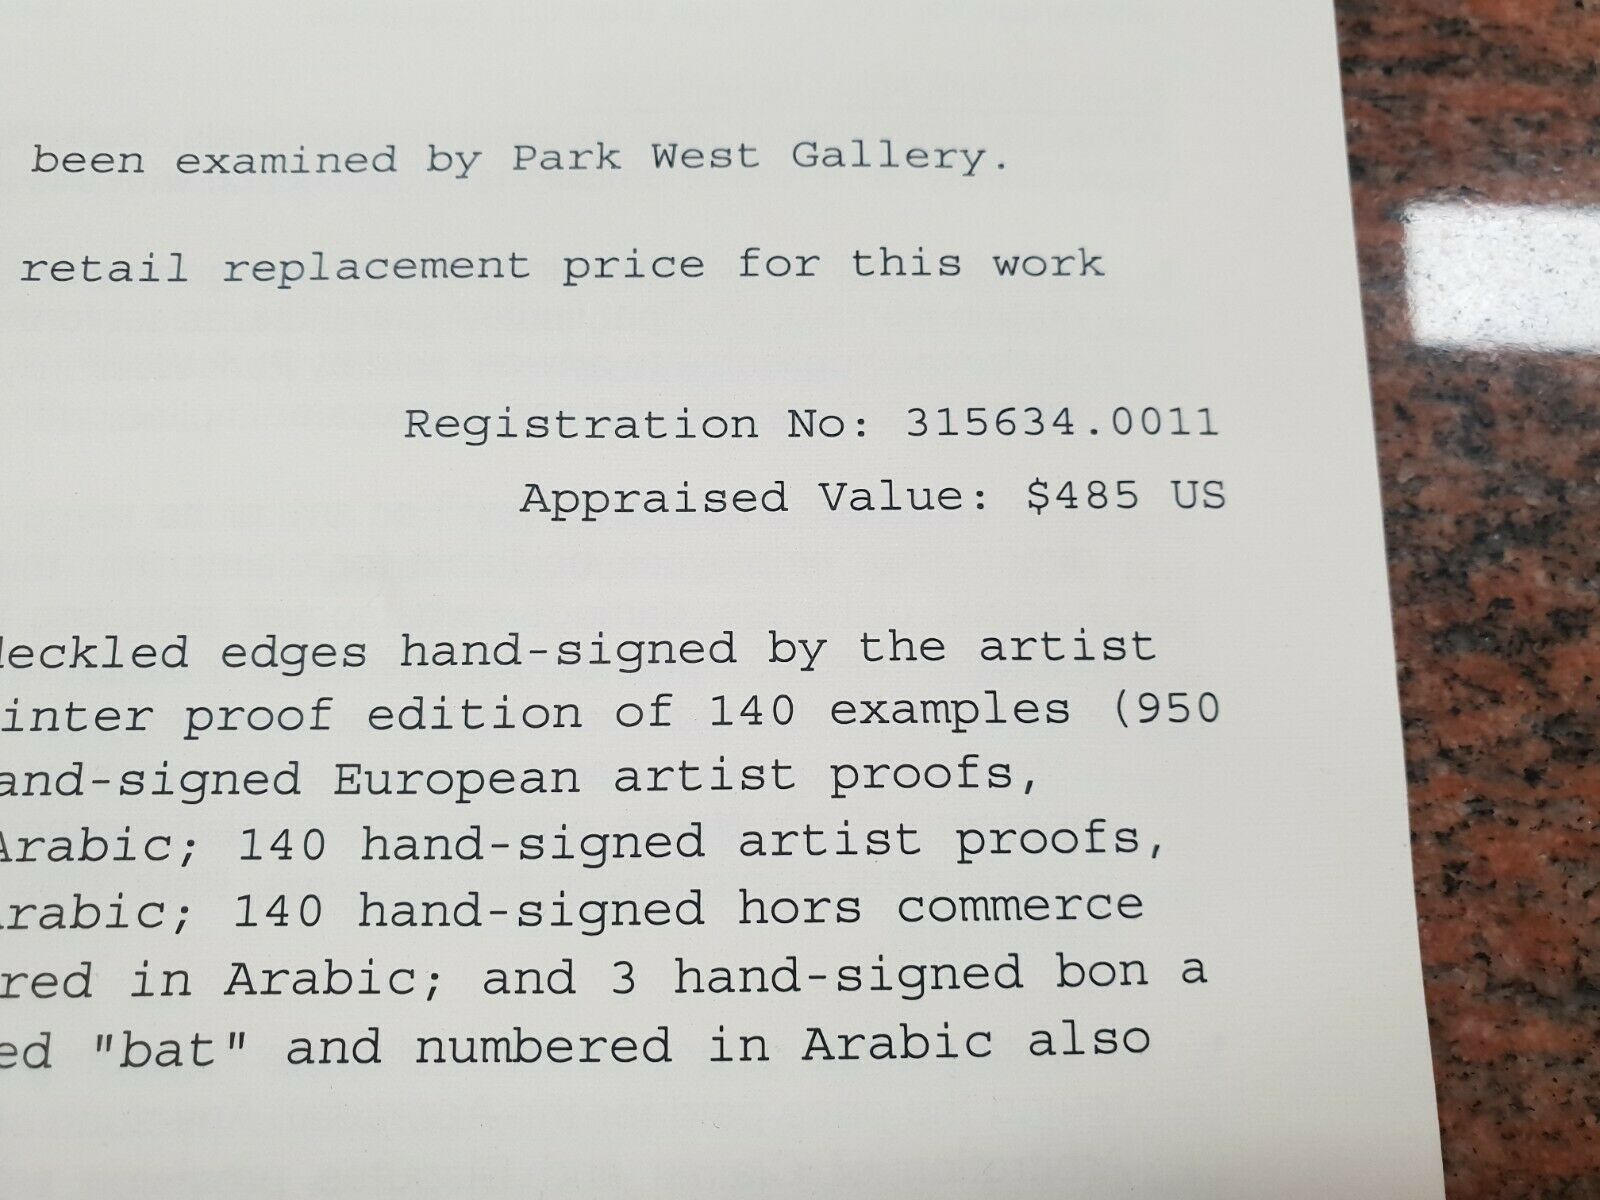 been examined by Park West Gallery.
retail replacement price for this work
Registration No: 315634.0011
Appraised Value: $485 US
eckled edges hand-signed by the artist
inter proof edition of 140 examples (950
and-signed European artist proofs,
Arabic; 140 hand-signed artist proofs,
rabic; 140 hand-signed hors commerce
red in Arabic; and 3 hand-signed bon a
ed "bat" and numbered in Arabic also